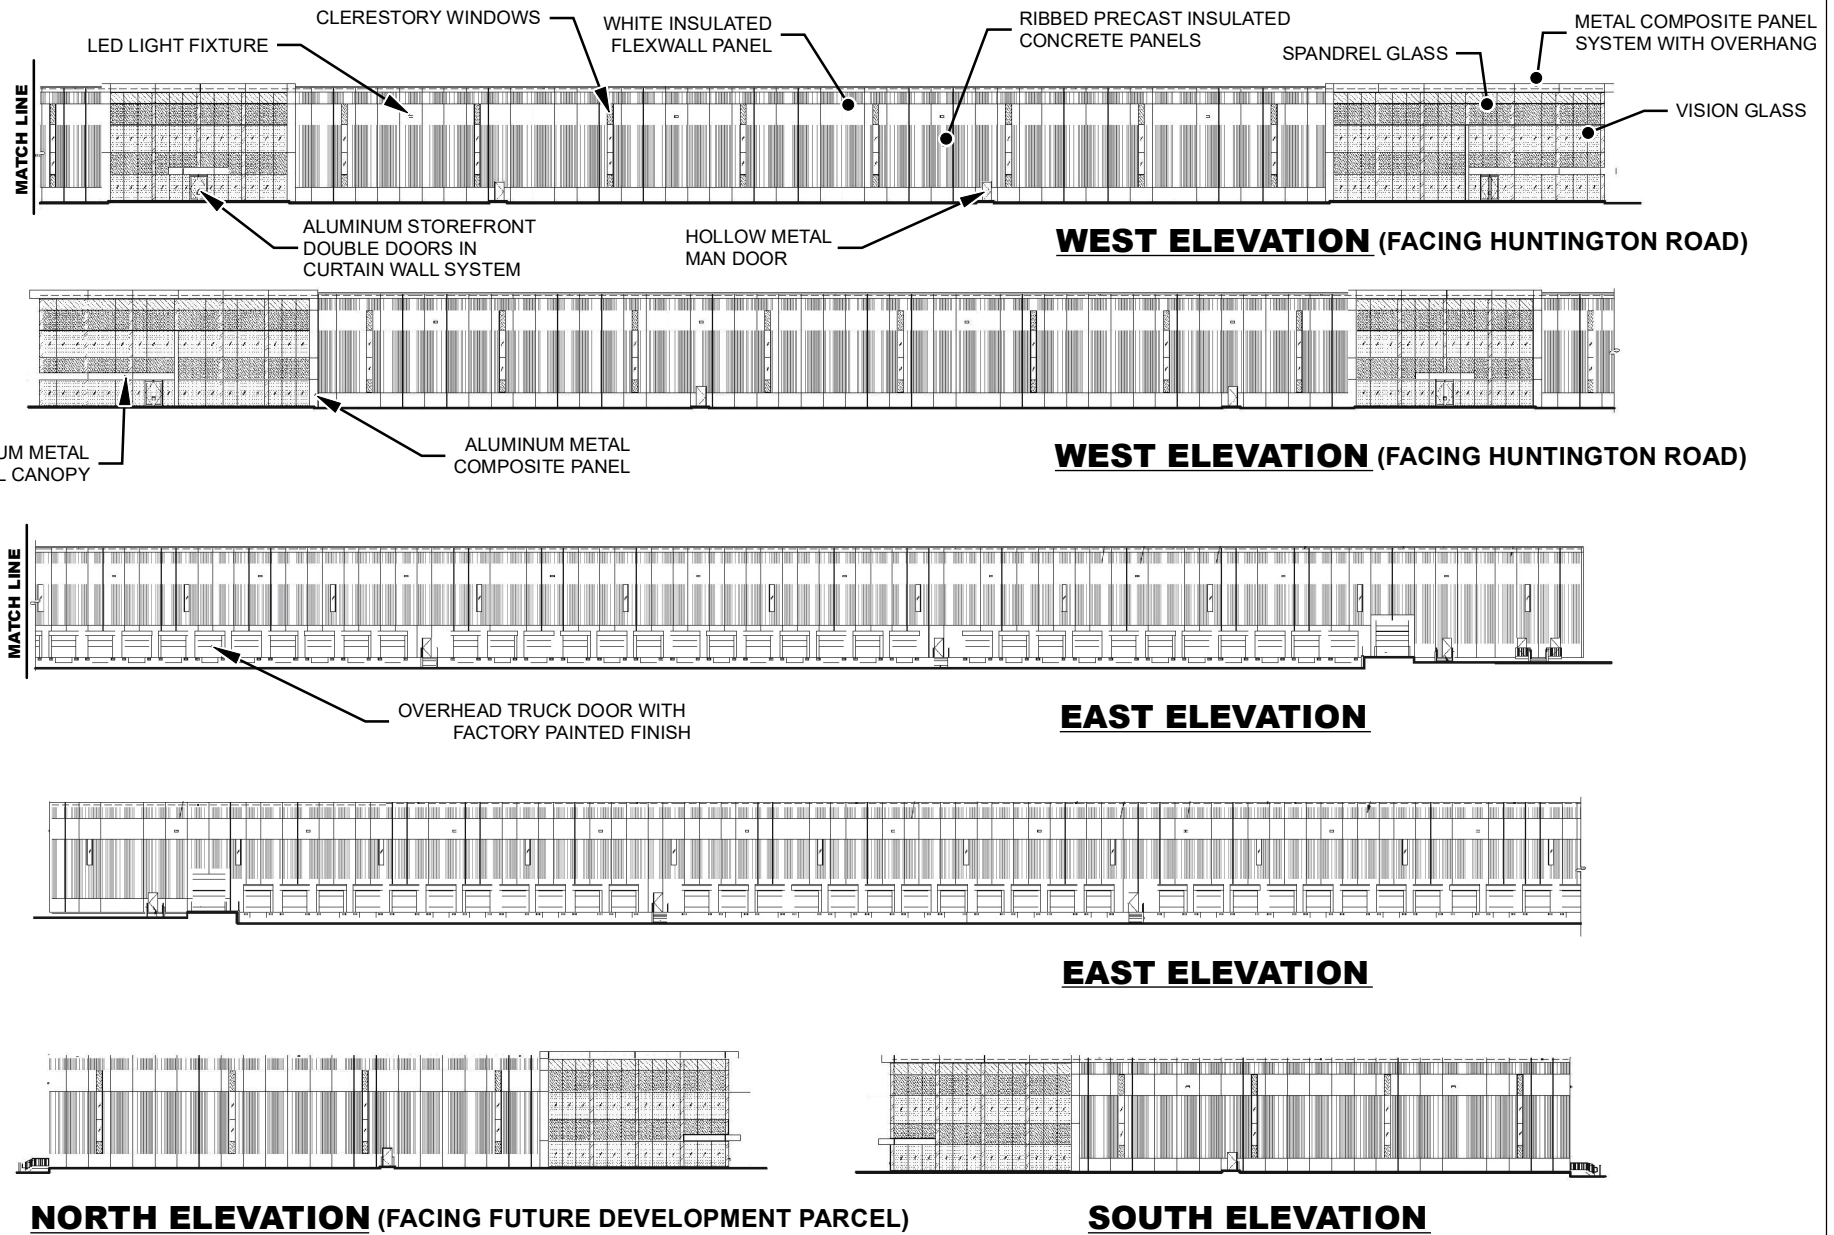 CLERESTORY WINDOWS
LED LIGHT FIXTURE
WHITE INSULATED
FLEXWALL PANEL
RIBBED PRECAST INSULATED
CONCRETE PANELS
SPANDREL GLASS
METAL COMPOSITE PANEL
SYSTEM WITH OVERHANG
VISION GLASS
MATCH LINE
ALUMINUM STOREFRONT
DOUBLE DOORS IN
CURTAIN WALL SYSTEM
HOLLOW METAL
MAN DOOR
WEST ELEVATION (FACING HUNTINGTON ROAD)
UM METAL
L CANOPY
ALUMINUM METAL
COMPOSITE PANEL
WEST ELEVATION (FACING HUNTINGTON ROAD)
MATCH LINE
OVERHEAD TRUCK DOOR WITH
FACTORY PAINTED FINISH
EAST ELEVATION
EAST ELEVATION
NORTH ELEVATION (FACING FUTURE DEVELOPMENT PARCEL)
SOUTH ELEVATION